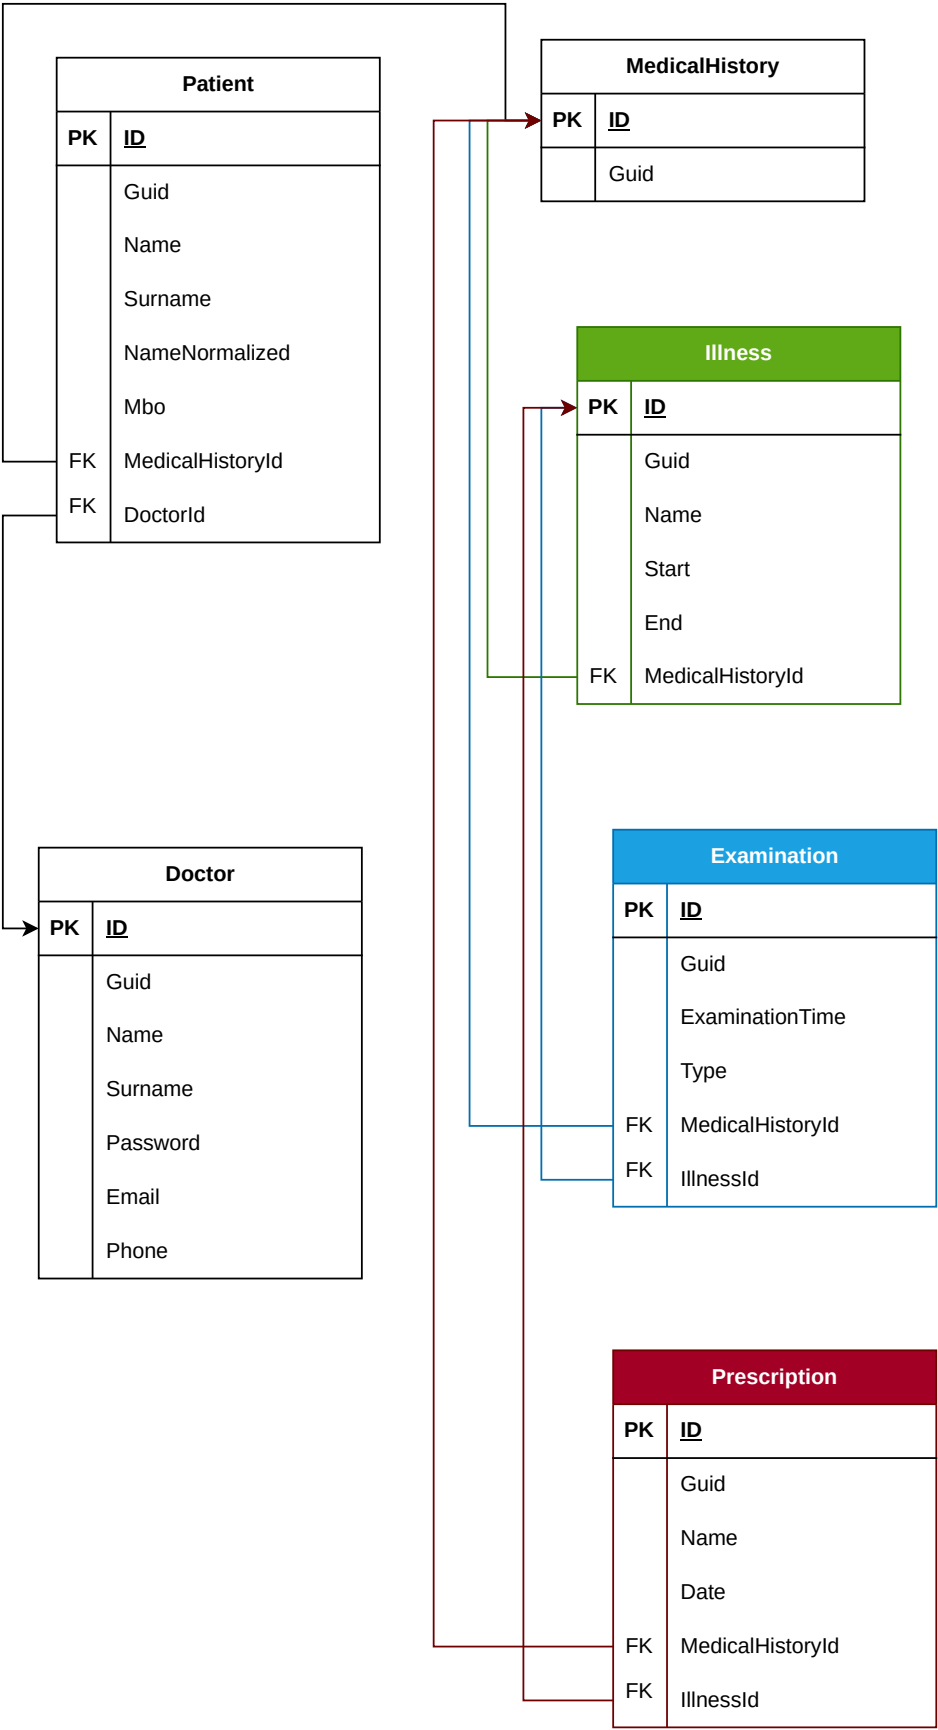 Patient
PK ID
Guid
Name
Surname
NameNormalized
Mbo
FK MedicalHistoryId
FK DoctorId
MedicalHistory
PK ID
Guid
Illness
PK ID
Guid
Name
Start
End
FK MedicalHistoryId
Doctor
PK ID
Guid
Name
Surname
Password
Email
Phone
Examination
PK ID
Guid
ExaminationTime
Type
FK MedicalHistoryId
FK IllnessId
Prescription
PK ID
Guid
Name
Date
FK MedicalHistoryId
FK IllnessId